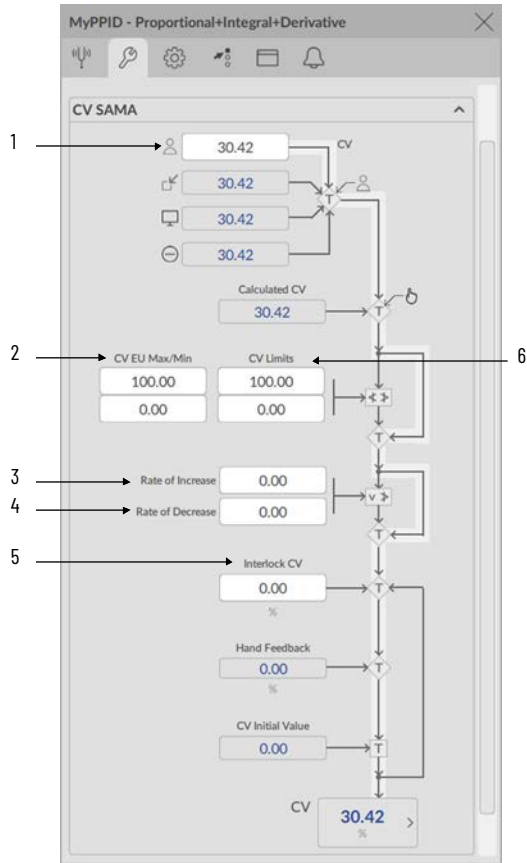 MyPPID - Proportional+Integral+Derivative
CV SAMA
1
30.42
CV
30.42
T
30.42
30.42
Calculated CV
30.42
T
2
CV EU Max/Min
CV Limits
6
100.00
100.00
0.00
0.00
T
3
Rate of Increase
0.00
V
4
Rate of Decrease
0.00
T
5
Interlock CV
0.00
T
%
Hand Feedback
0.00
T
%
CV Initial Value
0.00
T
CV
30.42
%